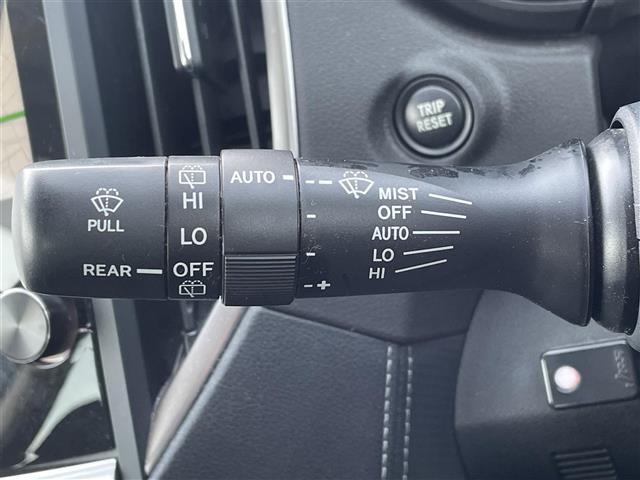 TRIP
RESET
PULL
REAR
HI
LO
OFF
AUTO
-
-
-+
MIST
OFF
AUTO
LO
HI